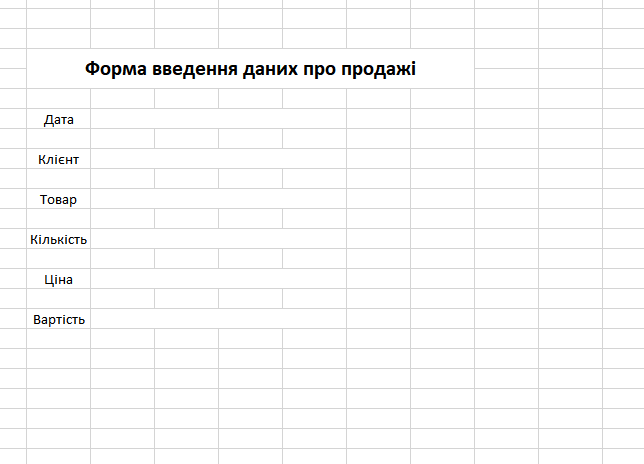 Форма введення даних про продажі
Дата
Клієнт
Товар
Кількість
Ціна
Вартість